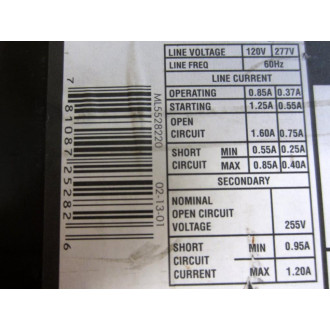 LINE VOLTAGE 120V 277V
LINE FREQ 60Hz
LINE CURRENT
OPERATING 0.85A 0.37A
STARTING 1.25A 0.55A
OPEN
CIRCUIT 1.60A 0.75A
SHORT MIN 0.55A 0.25A
CIRCUIT MAX 0.85A 0.40A
SECONDARY
NOMINAL
OPEN CIRCUIT
VOLTAGE 255V
SHORT MIN 0.95A
CIRCUIT
CURRENT MAX 1.20A
ML5528220 02-13-01
7 81087 25282 6